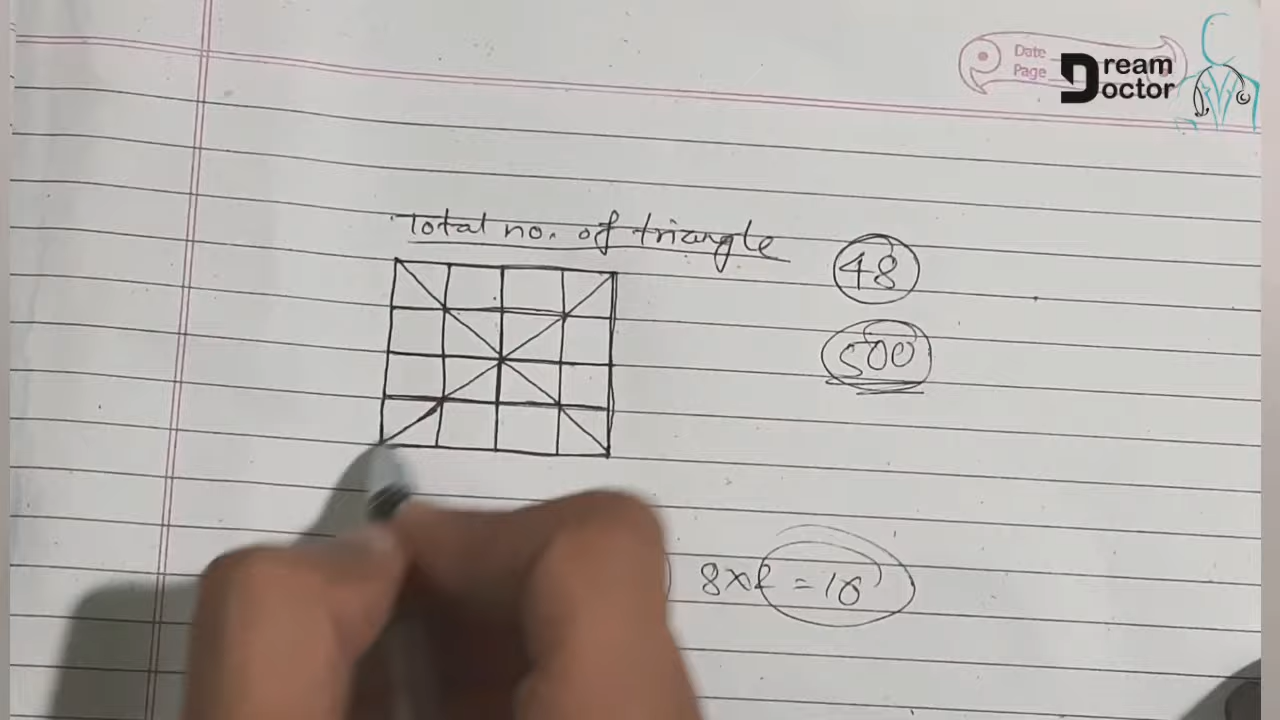 Date
Page
Dream Doctor
Total no. of triangle
48
500
8×2 = 16